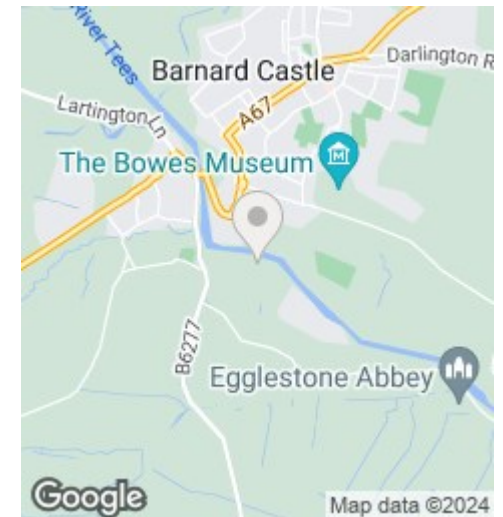 River Tees
Barnard Castle
Darlington R
Lartington Ln
A67
The Bowes Museum
B6277
Egglestone Abbey
Google
Map data ©2024